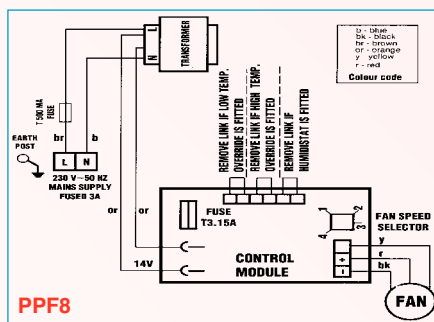 L
N
TRANSFORMER
b - blue
bk - black
br - brown
or - orange
y yellow
r - red
Colour code
T 500 MA
FUSE
EARTH
POST
br
b
L N
230 V~50 HZ
MAINS SUPPLY
FUSED 3A
or
or
14V
REMOVE LINK IF LOW TEMP.
OVERRIDE IS FITTED
REMOVE LINK IF HIGH TEMP.
OVERRIDE IS FITTED
REMOVE LINK IF
HUMIDISTAT IS FITTED
FUSE
T3.15A
1
2
3
4
FAN SPEED
SELECTOR
CONTROL
MODULE
+
–
y
r
bk
FAN
PPF8